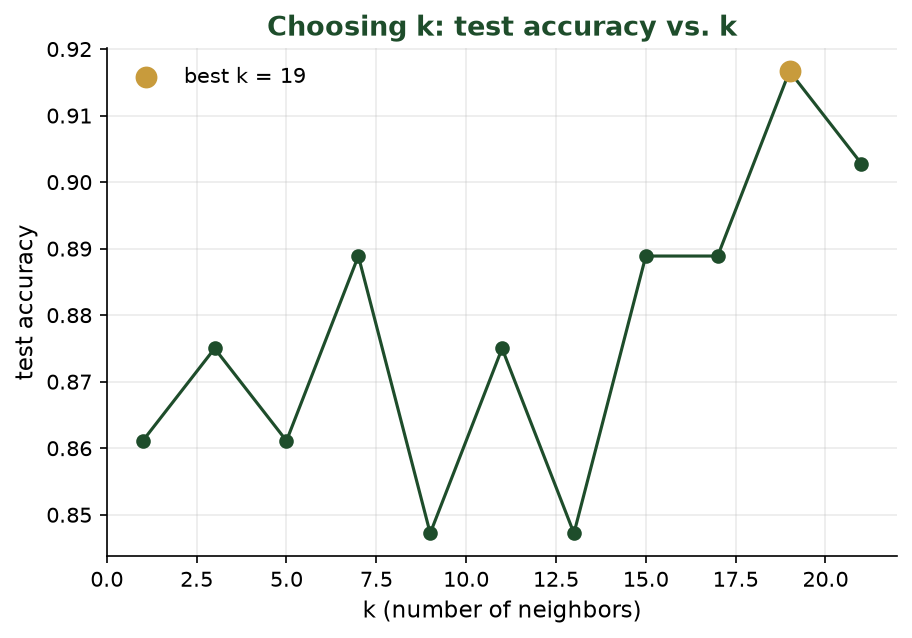 Choosing k: test accuracy vs. k
best k = 19
test accuracy
0.92
0.91
0.90
0.89
0.88
0.87
0.86
0.85
0.0 2.5 5.0 7.5 10.0 12.5 15.0 17.5 20.0
k (number of neighbors)